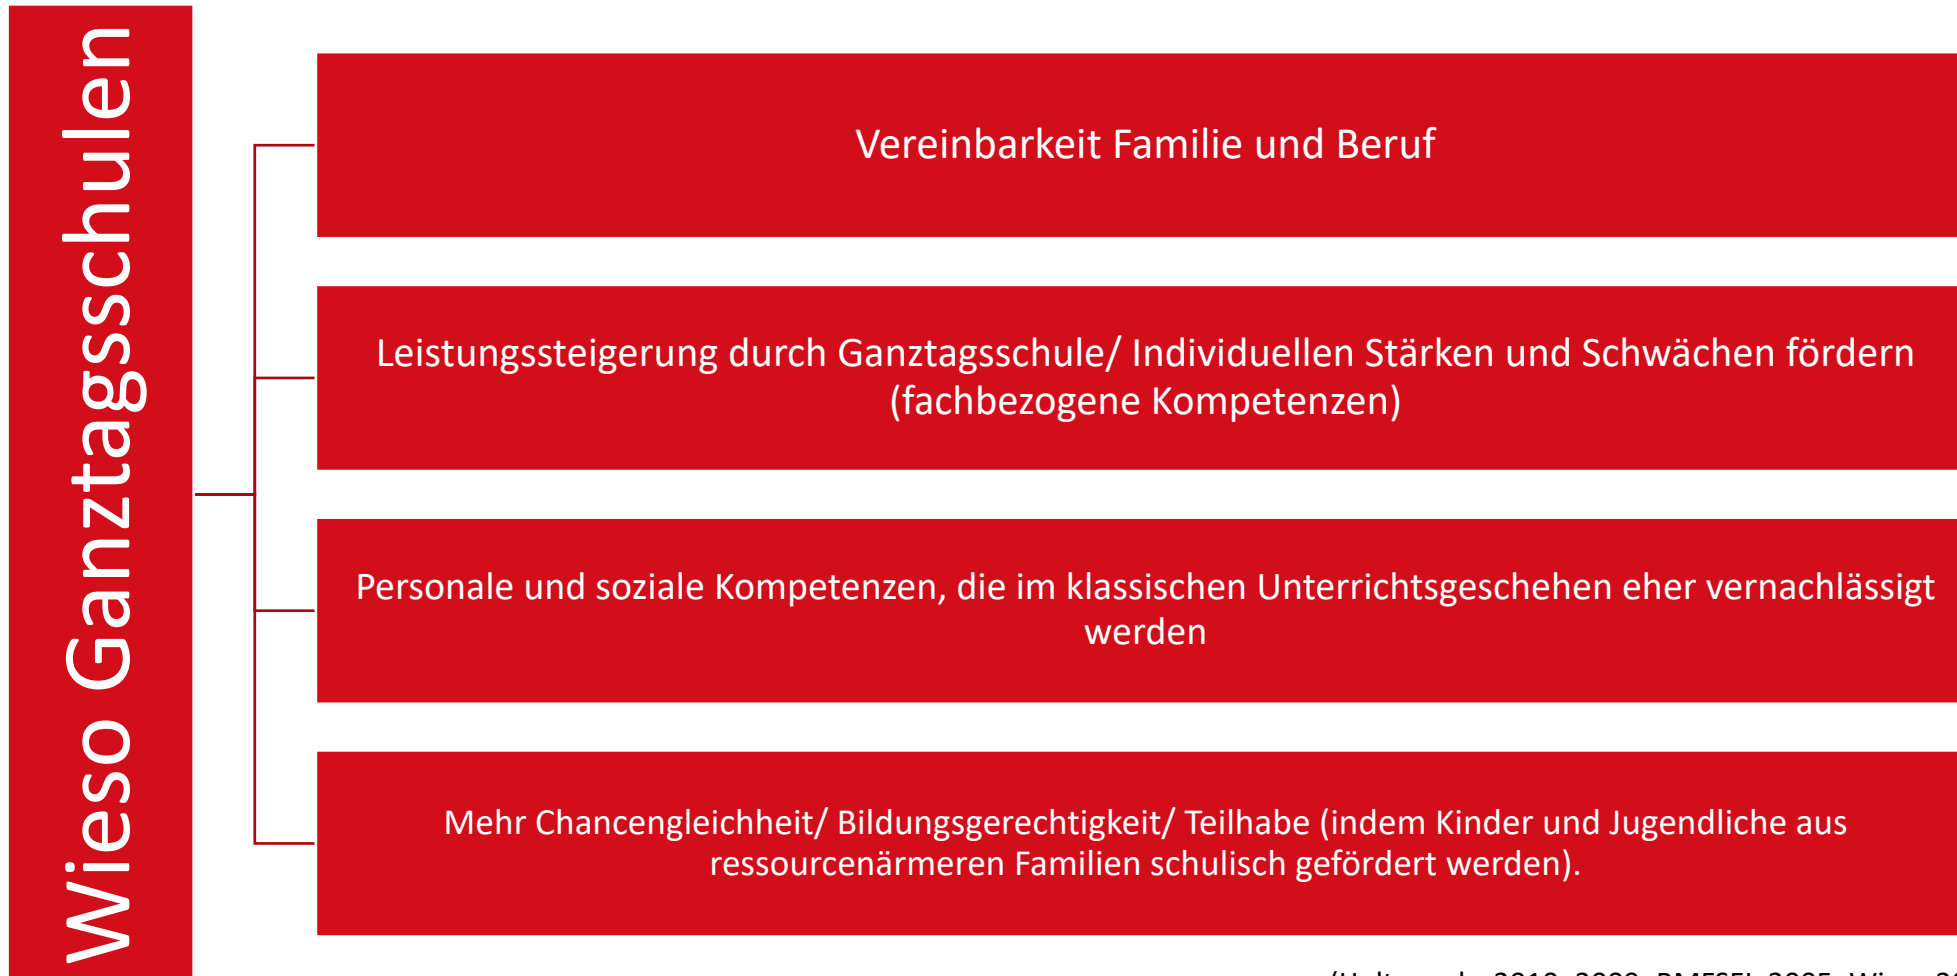 Wieso Ganztagsschulen
Vereinbarkeit Familie und Beruf
Leistungssteigerung durch Ganztagsschule/ Individuellen Stärken und Schwächen fördern
(fachbezogene Kompetenzen)
Personale und soziale Kompetenzen, die im klassischen Unterrichtsgeschehen eher vernachlässigt
werden
Mehr Chancengleichheit/ Bildungsgerechtigkeit/ Teilhabe (indem Kinder und Jugendliche aus
ressourcenärmeren Familien schulisch gefördert werden).